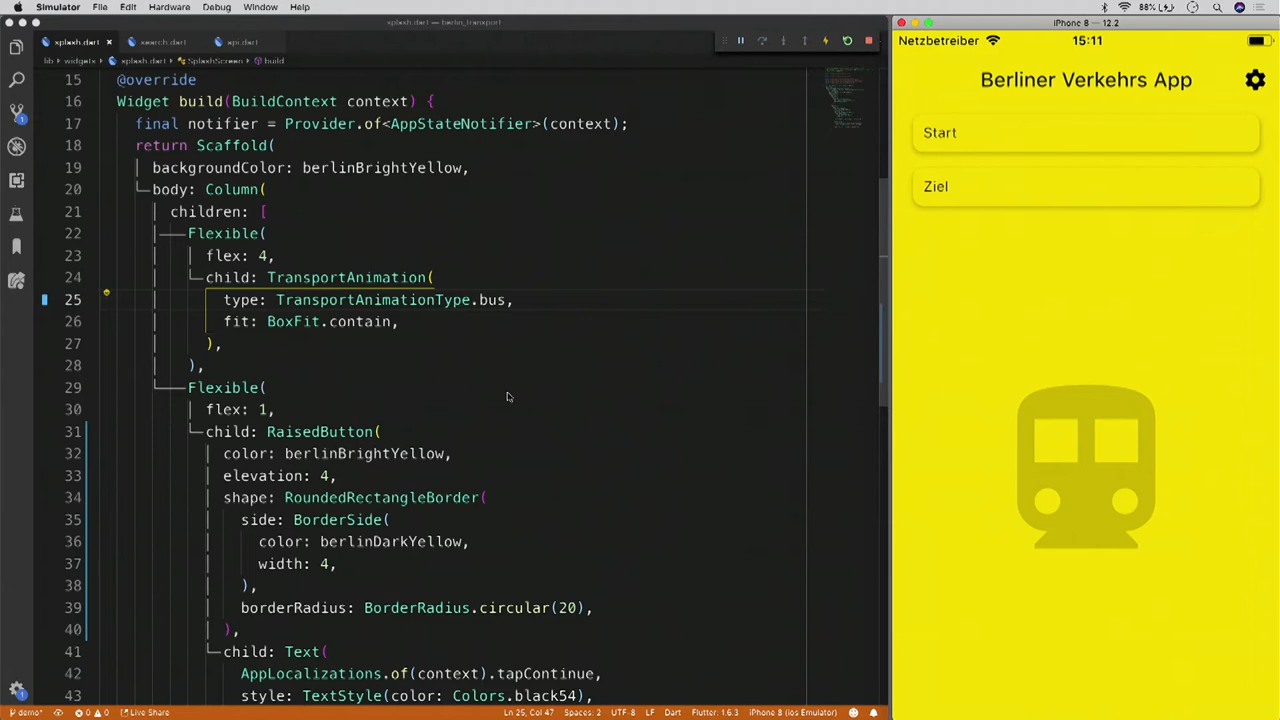 Simulator File Edit Hardware Debug Window Help
88%
splash.dart — berlin_transport
splash.dart
search.dart
api.dart
lib widgets splash.dart SplashScreen build
15 @override
16 Widget build(BuildContext context) {
17 final notifier = Provider.of<AppStateNotifier>(context);
18 return Scaffold(
19 backgroundColor: berlinBrightYellow,
20 body: Column(
21 children: [
22 Flexible(
23 flex: 4,
24 child: TransportAnimation(
25 type: TransportAnimationType.bus,
26 fit: BoxFit.contain,
27 ),
28 ),
29 Flexible(
30 flex: 1,
31 child: RaisedButton(
32 color: berlinBrightYellow,
33 elevation: 4,
34 shape: RoundedRectangleBorder(
35 side: BorderSide(
36 color: berlinDarkYellow,
37 width: 4,
38 ),
39 borderRadius: BorderRadius.circular(20),
40 ),
41 child: Text(
42 AppLocalizations.of(context).tapContinue,
43 style: TextStyle(color: Colors.black54),
1
1
demo* 0 0 Live Share
Ln 25, Col 47 Spaces: 2 UTF-8 LF Dart Flutter: 1.6.3 iPhone 8 (ios Emulator)
iPhone 8 — 12.2
Netzbetreiber 15:11
Berliner Verkehrs App
Start
Ziel